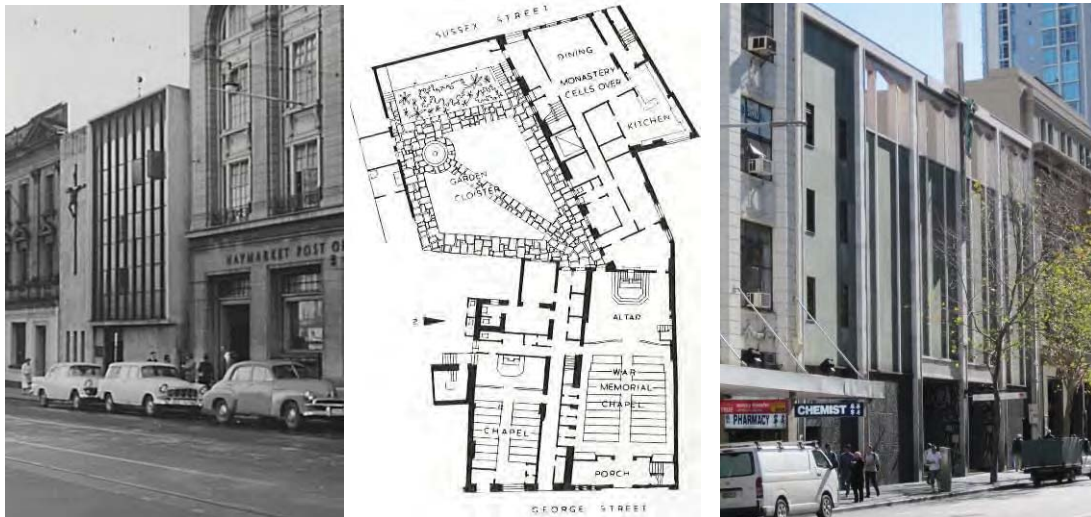 HAYMARKET POST OF
SUSSEX STREET
DINING
MONASTERY
CELLS OVER
KITCHEN
GARDEN
CLOISTER
ALTAR
WAR
MEMORIAL
CHAPEL
CHAPEL
PORCH
GEORGE STREET
PHARMACY
CHEMIST